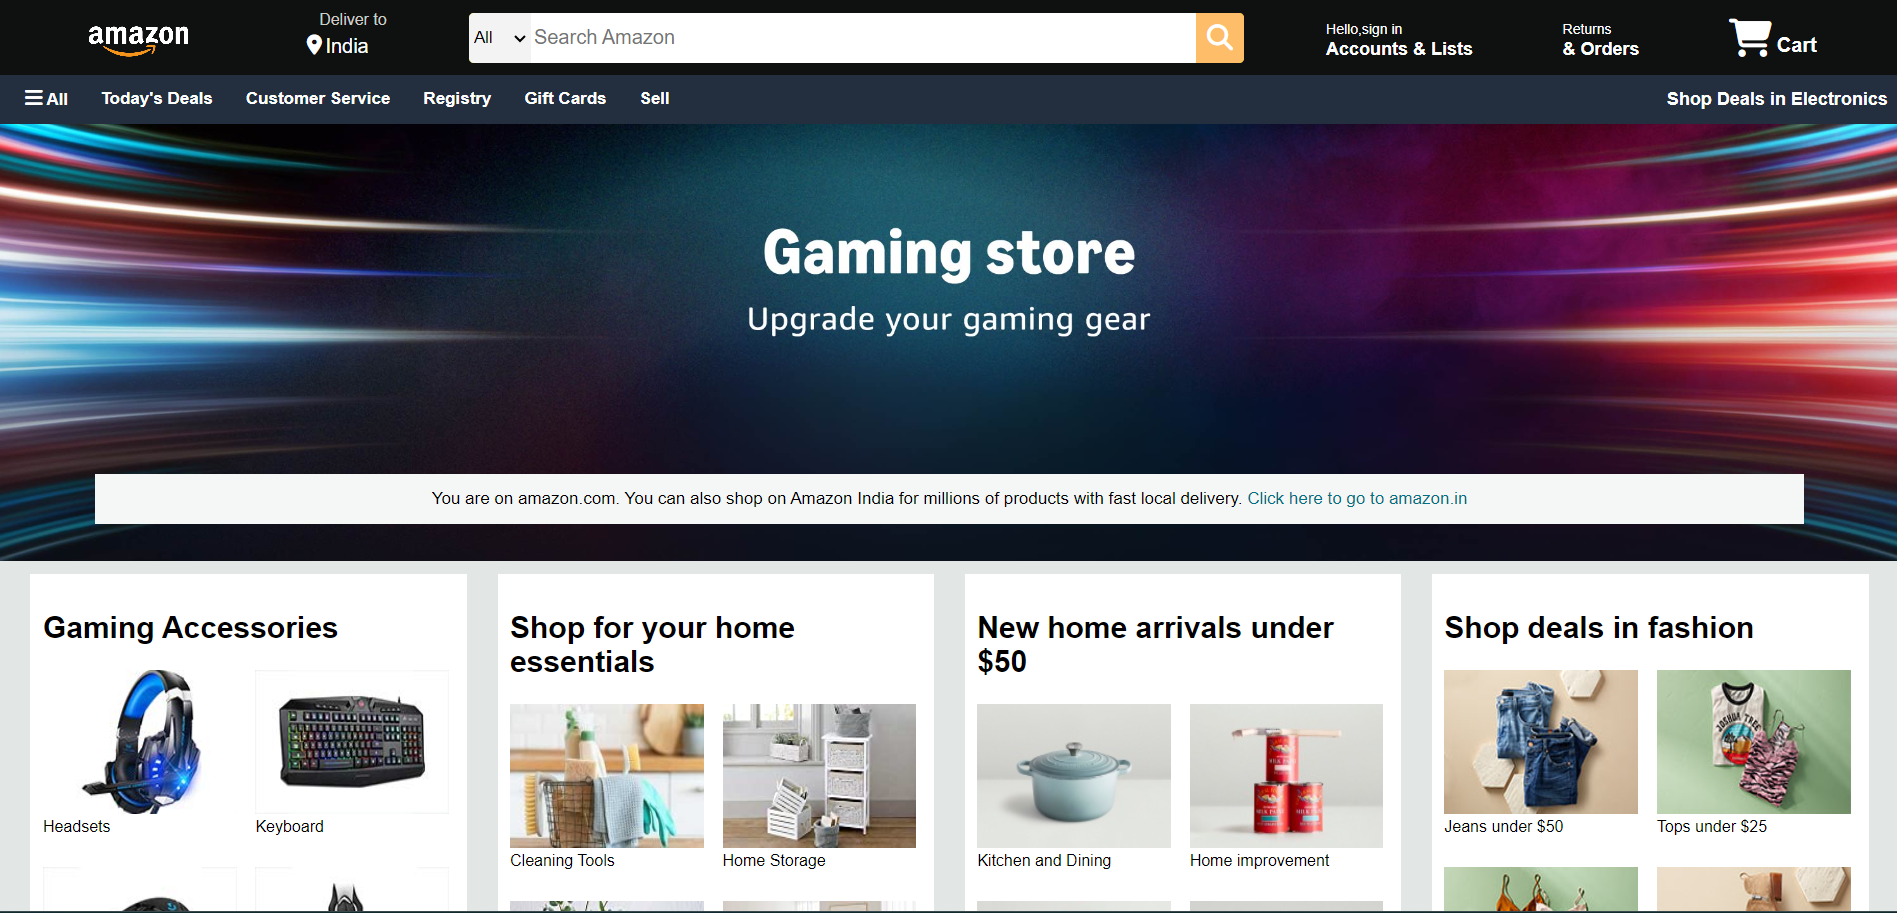 amazon
Deliver to
India
All
Search Amazon
Hello,sign in
Accounts & Lists
Returns
& Orders
Cart
All
Today's Deals
Customer Service
Registry
Gift Cards
Sell
Shop Deals in Electronics
Gaming store
Upgrade your gaming gear
You are on amazon.com. You can also shop on Amazon India for millions of products with fast local delivery. Click here to go to amazon.in
Gaming Accessories
Headsets
Keyboard
Shop for your home
essentials
Cleaning Tools
Home Storage
New home arrivals under
$50
MILK PAINT
Kitchen and Dining
Home improvement
Shop deals in fashion
JOSHUA TREE
Jeans under $50
Tops under $25